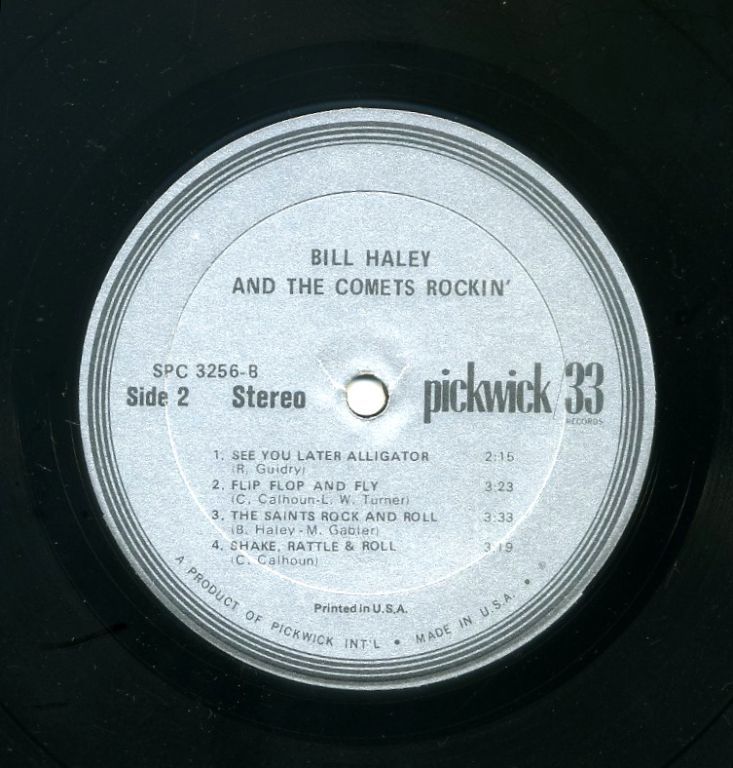 BILL HALEY
AND THE COMETS ROCKIN'
SPC 3256-B
Side 2 Stereo
pickwick/33
RECORDS
1. SEE YOU LATER ALLIGATOR 2:15
(R. Guidry)
2. FLIP FLOP AND FLY 3:23
(C. Calhoun-L. W. Turner)
3. THE SAINTS ROCK AND ROLL 3:33
(B. Haley-M. Gabler)
4. SHAKE, RATTLE & ROLL 3:19
(C. Calhoun)
Printed in U.S.A.
A PRODUCT OF PICKWICK INT'L • MADE IN U.S.A. • ®